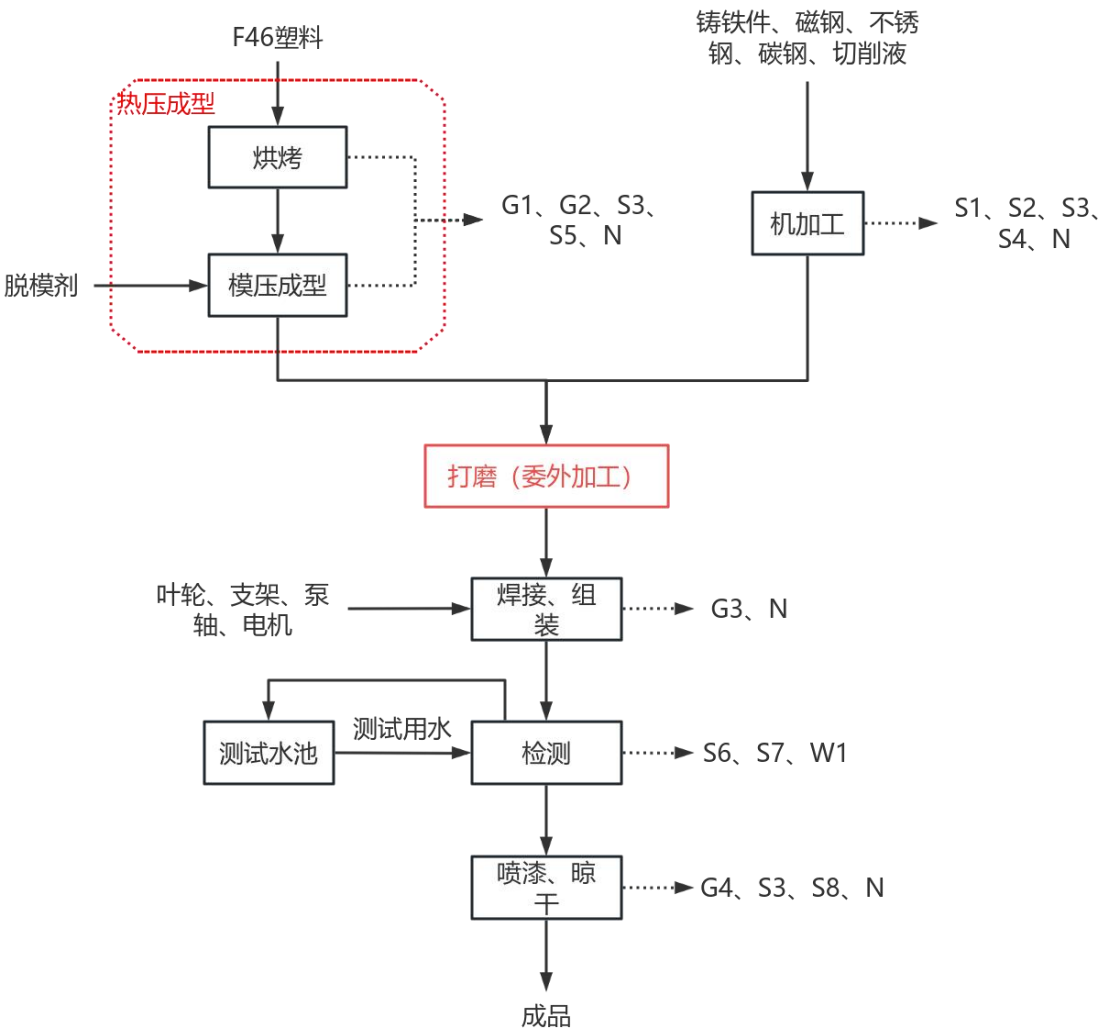 F46塑料
铸铁件、磁钢、不锈
钢、碳钢、切削液
热压成型
烘烤
G1、G2、S3、
S5、N
机加工
S1、S2、S3、
S4、N
脱模剂
模压成型
打磨（委外加工）
叶轮、支架、泵
轴、电机
焊接、组
装
G3、N
测试水池
测试用水
检测
S6、S7、W1
喷漆、晾
干
G4、S3、S8、N
成品